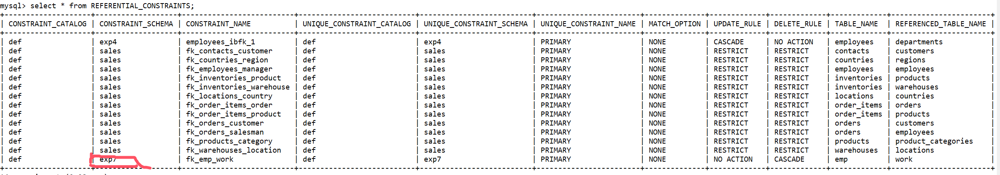 mysql> select * from REFERENTIAL_CONSTRAINTS;
| CONSTRAINT_CATALOG | CONSTRAINT_SCHEMA | CONSTRAINT_NAME | UNIQUE_CONSTRAINT_CATALOG | UNIQUE_CONSTRAINT_SCHEMA | UNIQUE_CONSTRAINT_NAME | MATCH_OPTION | UPDATE_RULE | DELETE_RULE | TABLE_NAME | REFERENCED_TABLE_NAME |
| def | exp4 | employees_ibfk_1 | def | exp4 | PRIMARY | NONE | CASCADE | NO ACTION | employees | departments |
| def | sales | fk_contacts_customer | def | sales | PRIMARY | NONE | RESTRICT | RESTRICT | contacts | customers |
| def | sales | fk_countries_region | def | sales | PRIMARY | NONE | RESTRICT | RESTRICT | countries | regions |
| def | sales | fk_employees_manager | def | sales | PRIMARY | NONE | RESTRICT | RESTRICT | employees | employees |
| def | sales | fk_inventories_product | def | sales | PRIMARY | NONE | RESTRICT | RESTRICT | inventories | products |
| def | sales | fk_inventories_warehouse | def | sales | PRIMARY | NONE | RESTRICT | RESTRICT | inventories | warehouses |
| def | sales | fk_locations_country | def | sales | PRIMARY | NONE | RESTRICT | RESTRICT | locations | countries |
| def | sales | fk_order_items_order | def | sales | PRIMARY | NONE | RESTRICT | RESTRICT | order_items | orders |
| def | sales | fk_order_items_product | def | sales | PRIMARY | NONE | RESTRICT | RESTRICT | order_items | products |
| def | sales | fk_orders_customer | def | sales | PRIMARY | NONE | RESTRICT | RESTRICT | orders | customers |
| def | sales | fk_orders_salesman | def | sales | PRIMARY | NONE | RESTRICT | RESTRICT | orders | employees |
| def | sales | fk_products_category | def | sales | PRIMARY | NONE | RESTRICT | RESTRICT | products | product_categories |
| def | sales | fk_warehouses_location | def | sales | PRIMARY | NONE | RESTRICT | RESTRICT | warehouses | locations |
| def | exp7 | fk_emp_work | def | exp7 | PRIMARY | NONE | NO ACTION | CASCADE | emp | work |